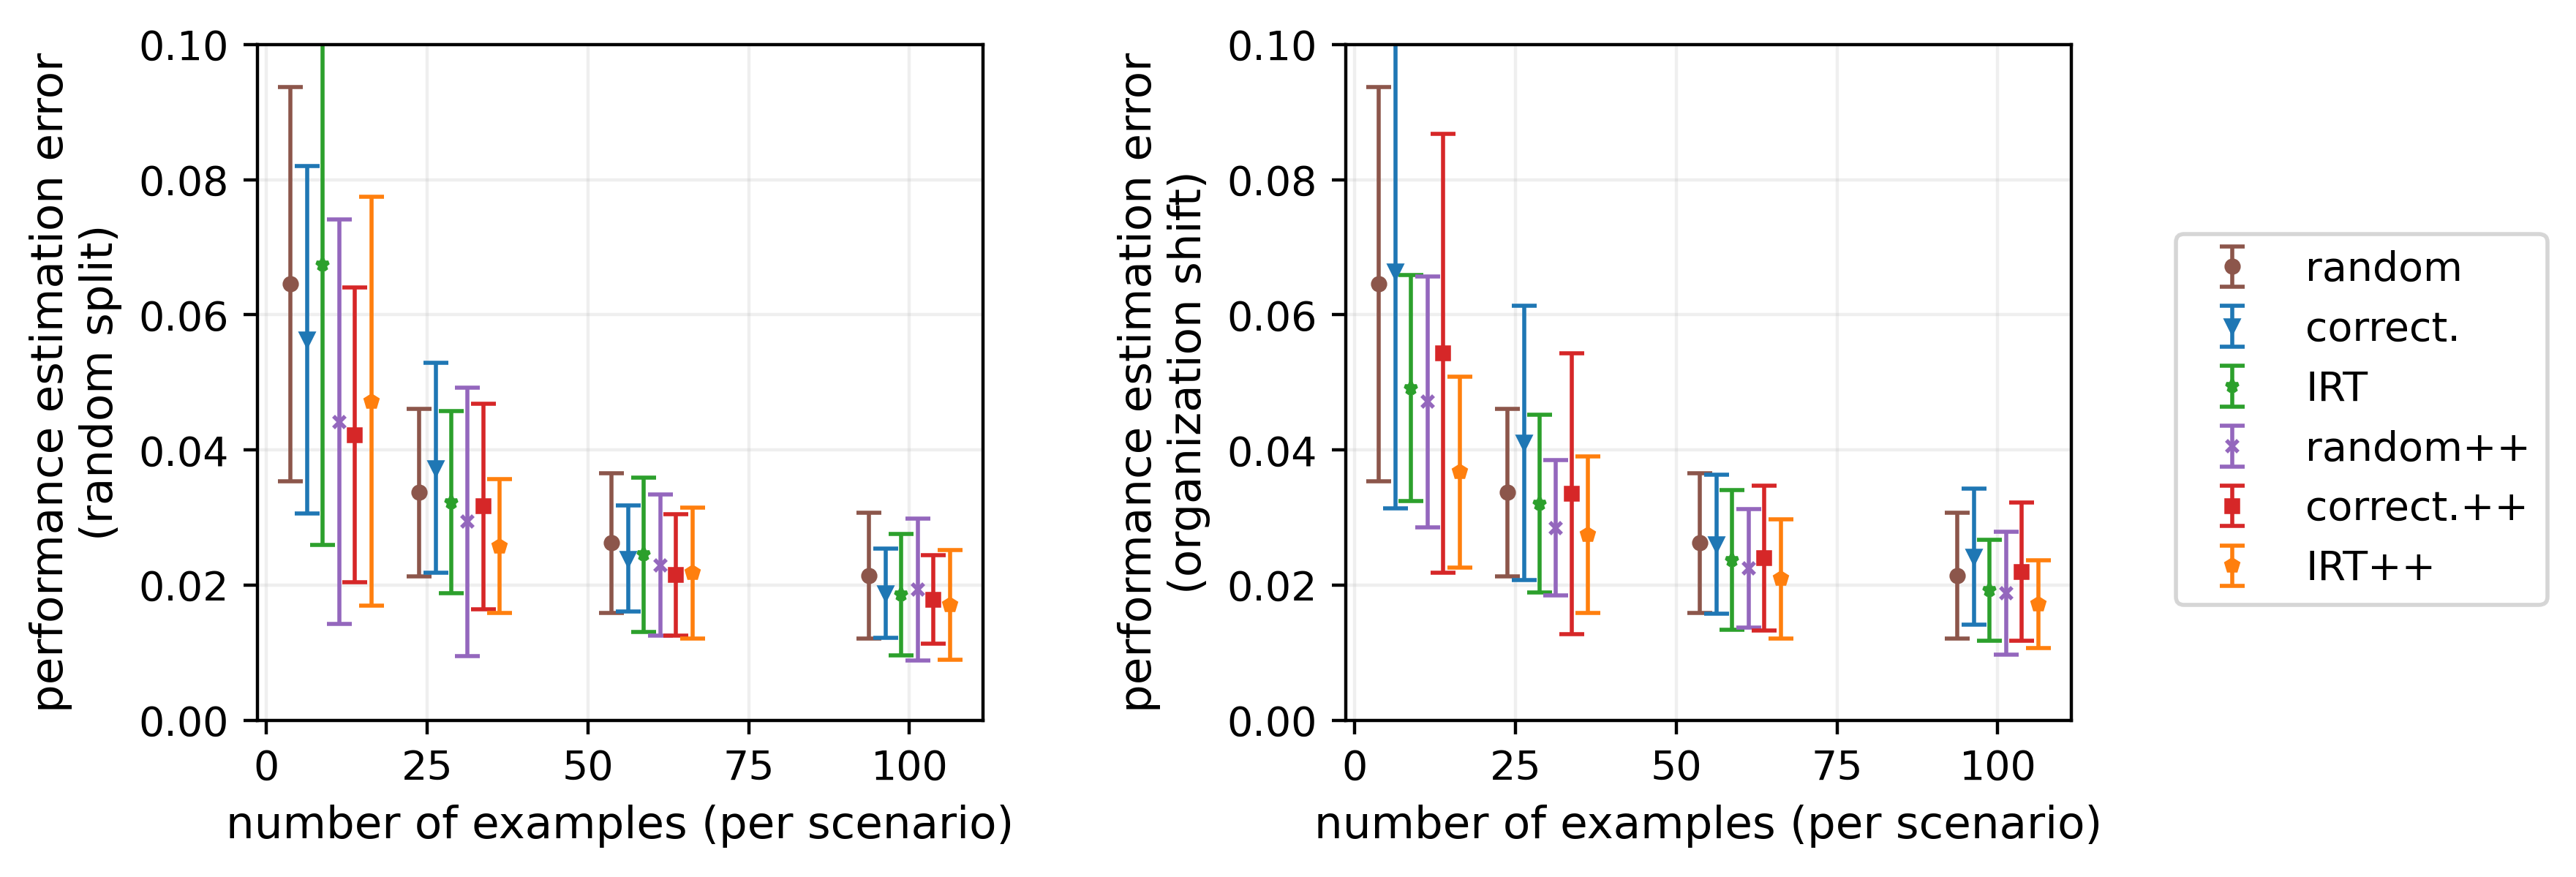 performance estimation error
(random split)
0.10
0.08
0.06
0.04
0.02
0.00
0
25
50
75
100
number of examples (per scenario)
performance estimation error
(organization shift)
0.10
0.08
0.06
0.04
0.02
0.00
0
25
50
75
100
number of examples (per scenario)
random
correct.
IRT
random++
correct.++
IRT++